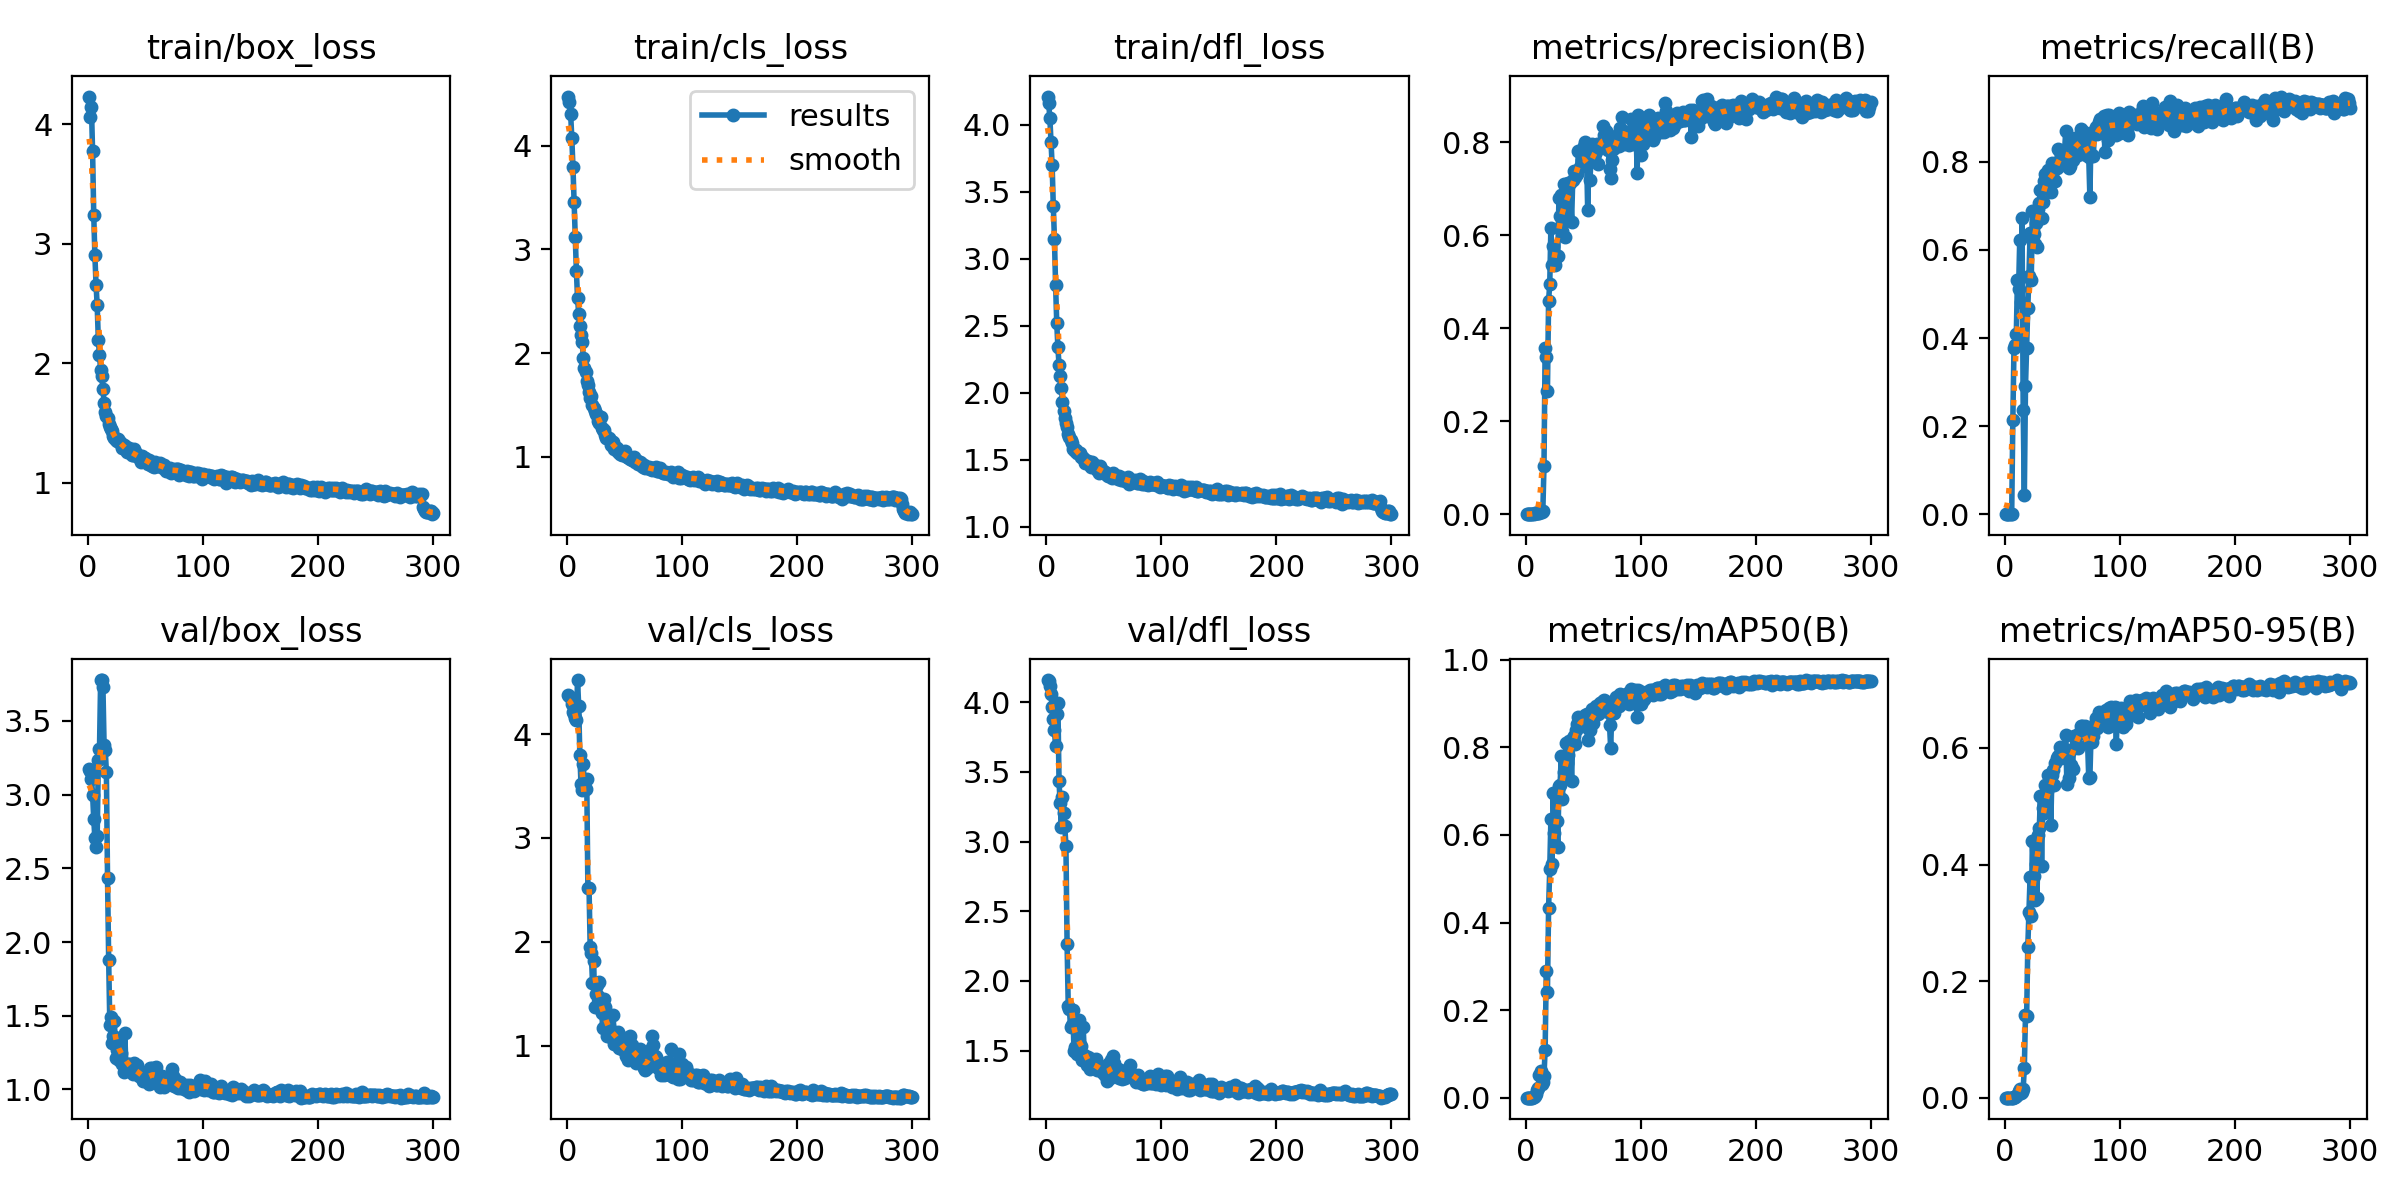 train/box_loss
4
3
2
1
0 100 200 300
train/cls_loss
results
smooth
4
3
2
1
0 100 200 300
train/dfl_loss
4.0
3.5
3.0
2.5
2.0
1.5
1.0
0 100 200 300
metrics/precision(B)
0.8
0.6
0.4
0.2
0.0
0 100 200 300
metrics/recall(B)
0.8
0.6
0.4
0.2
0.0
0 100 200 300
val/box_loss
3.5
3.0
2.5
2.0
1.5
1.0
0 100 200 300
val/cls_loss
4
3
2
1
0 100 200 300
val/dfl_loss
4.0
3.5
3.0
2.5
2.0
1.5
0 100 200 300
metrics/mAP50(B)
1.0
0.8
0.6
0.4
0.2
0.0
0 100 200 300
metrics/mAP50-95(B)
0.6
0.4
0.2
0.0
0 100 200 300